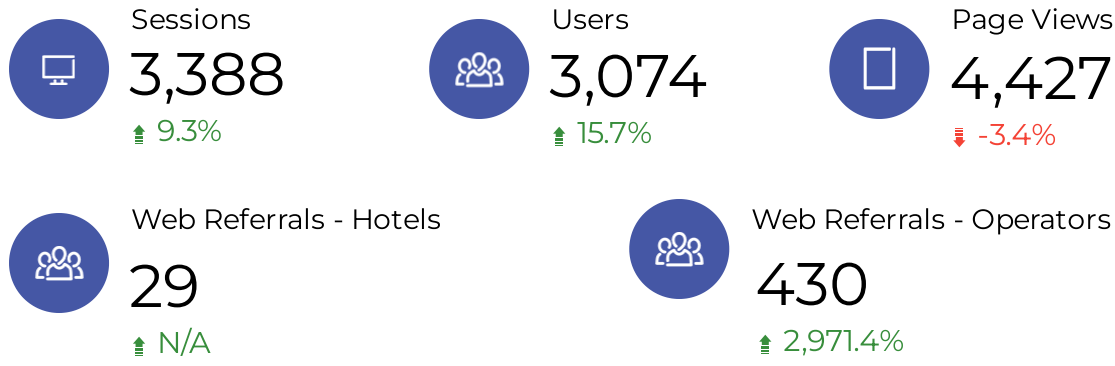 Sessions
3,388
9.3%
Users
3,074
15.7%
Page Views
4,427
-3.4%
Web Referrals - Hotels
29
N/A
Web Referrals - Operators
430
2,971.4%